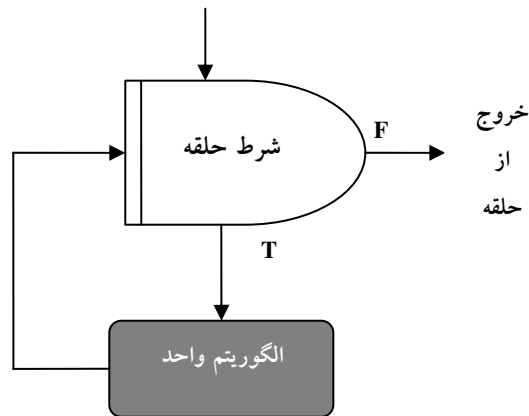 شرط حلقه
F
خروج
از
حلقه
T
الگوریتم واحد